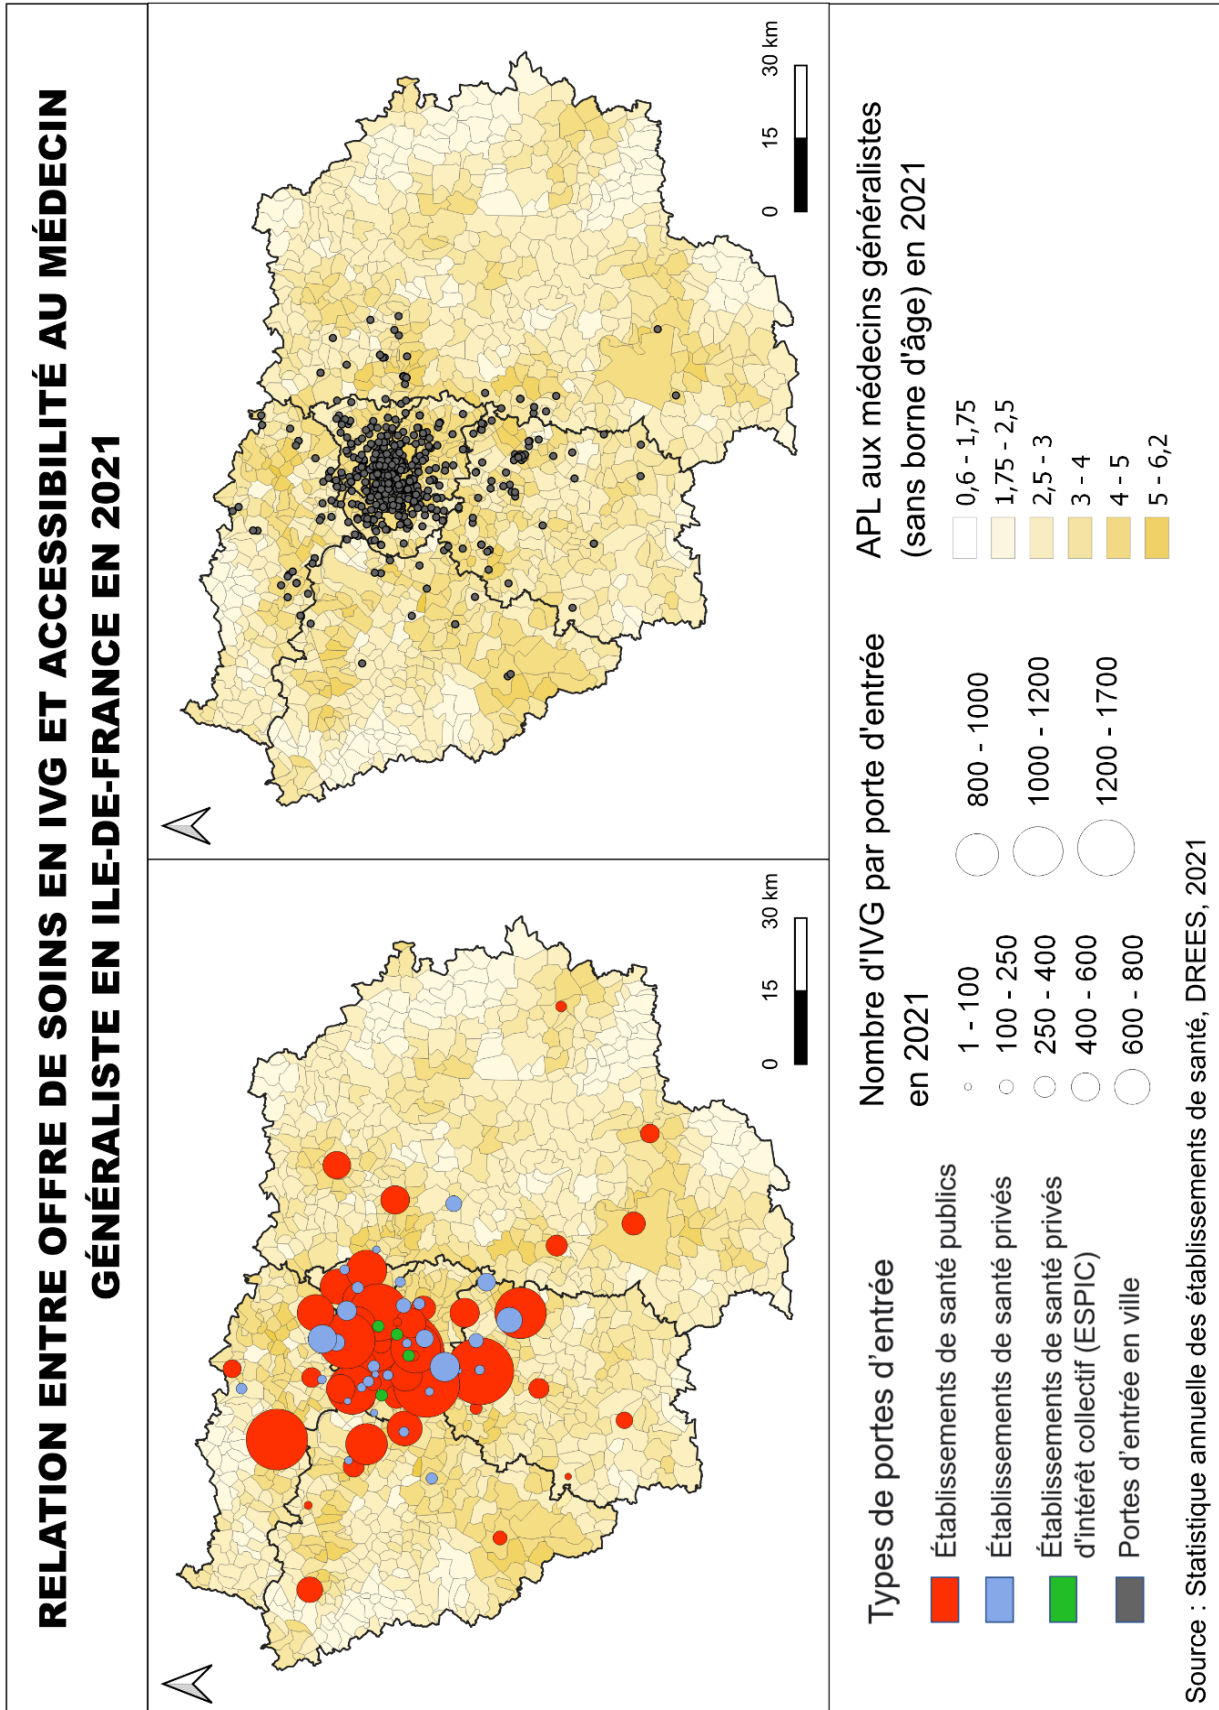 RELATION ENTRE OFFRE DE SOINS EN IVG ET ACCESSIBILITÉ AU MÉDECIN
GÉNÉRALISTE EN ILE-DE-FRANCE EN 2021
0 15 30 km
0 15 30 km
Types de portes d'entrée
Établissements de santé publics
Établissements de santé privés
Établissements de santé privés
d'intérêt collectif (ESPIC)
Portes d'entrée en ville
Nombre d'IVG par porte d'entrée
en 2021
1 - 100
100 - 250
250 - 400
400 - 600
600 - 800
800 - 1000
1000 - 1200
1200 - 1700
APL aux médecins généralistes
(sans borne d'âge) en 2021
0,6 - 1,75
1,75 - 2,5
2,5 - 3
3 - 4
4 - 5
5 - 6,2
Source : Statistique annuelle des établissements de santé, DREES, 2021